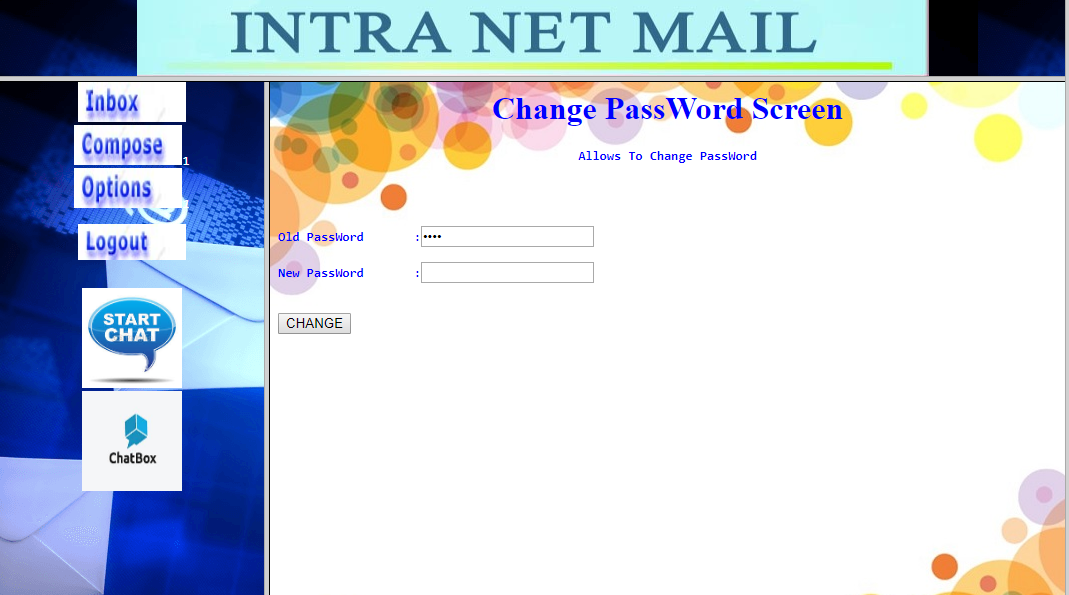 INTRA NET MAIL
Inbox
Compose
1
Options
Logout
START
CHAT
ChatBox
Change PassWord Screen
Allows To Change PassWord
Old PassWord :••••
New PassWord :
CHANGE